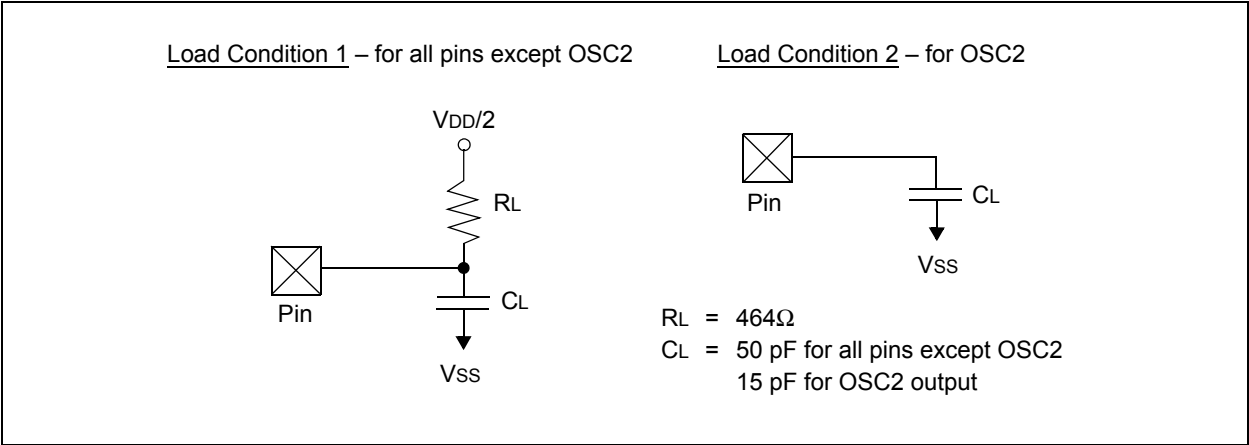 Load Condition 1 – for all pins except OSC2
Load Condition 2 – for OSC2
VDD/2
RL
Pin
CL
VSS
Pin
CL
VSS
RL = 464Ω
CL = 50 pF for all pins except OSC2
15 pF for OSC2 output